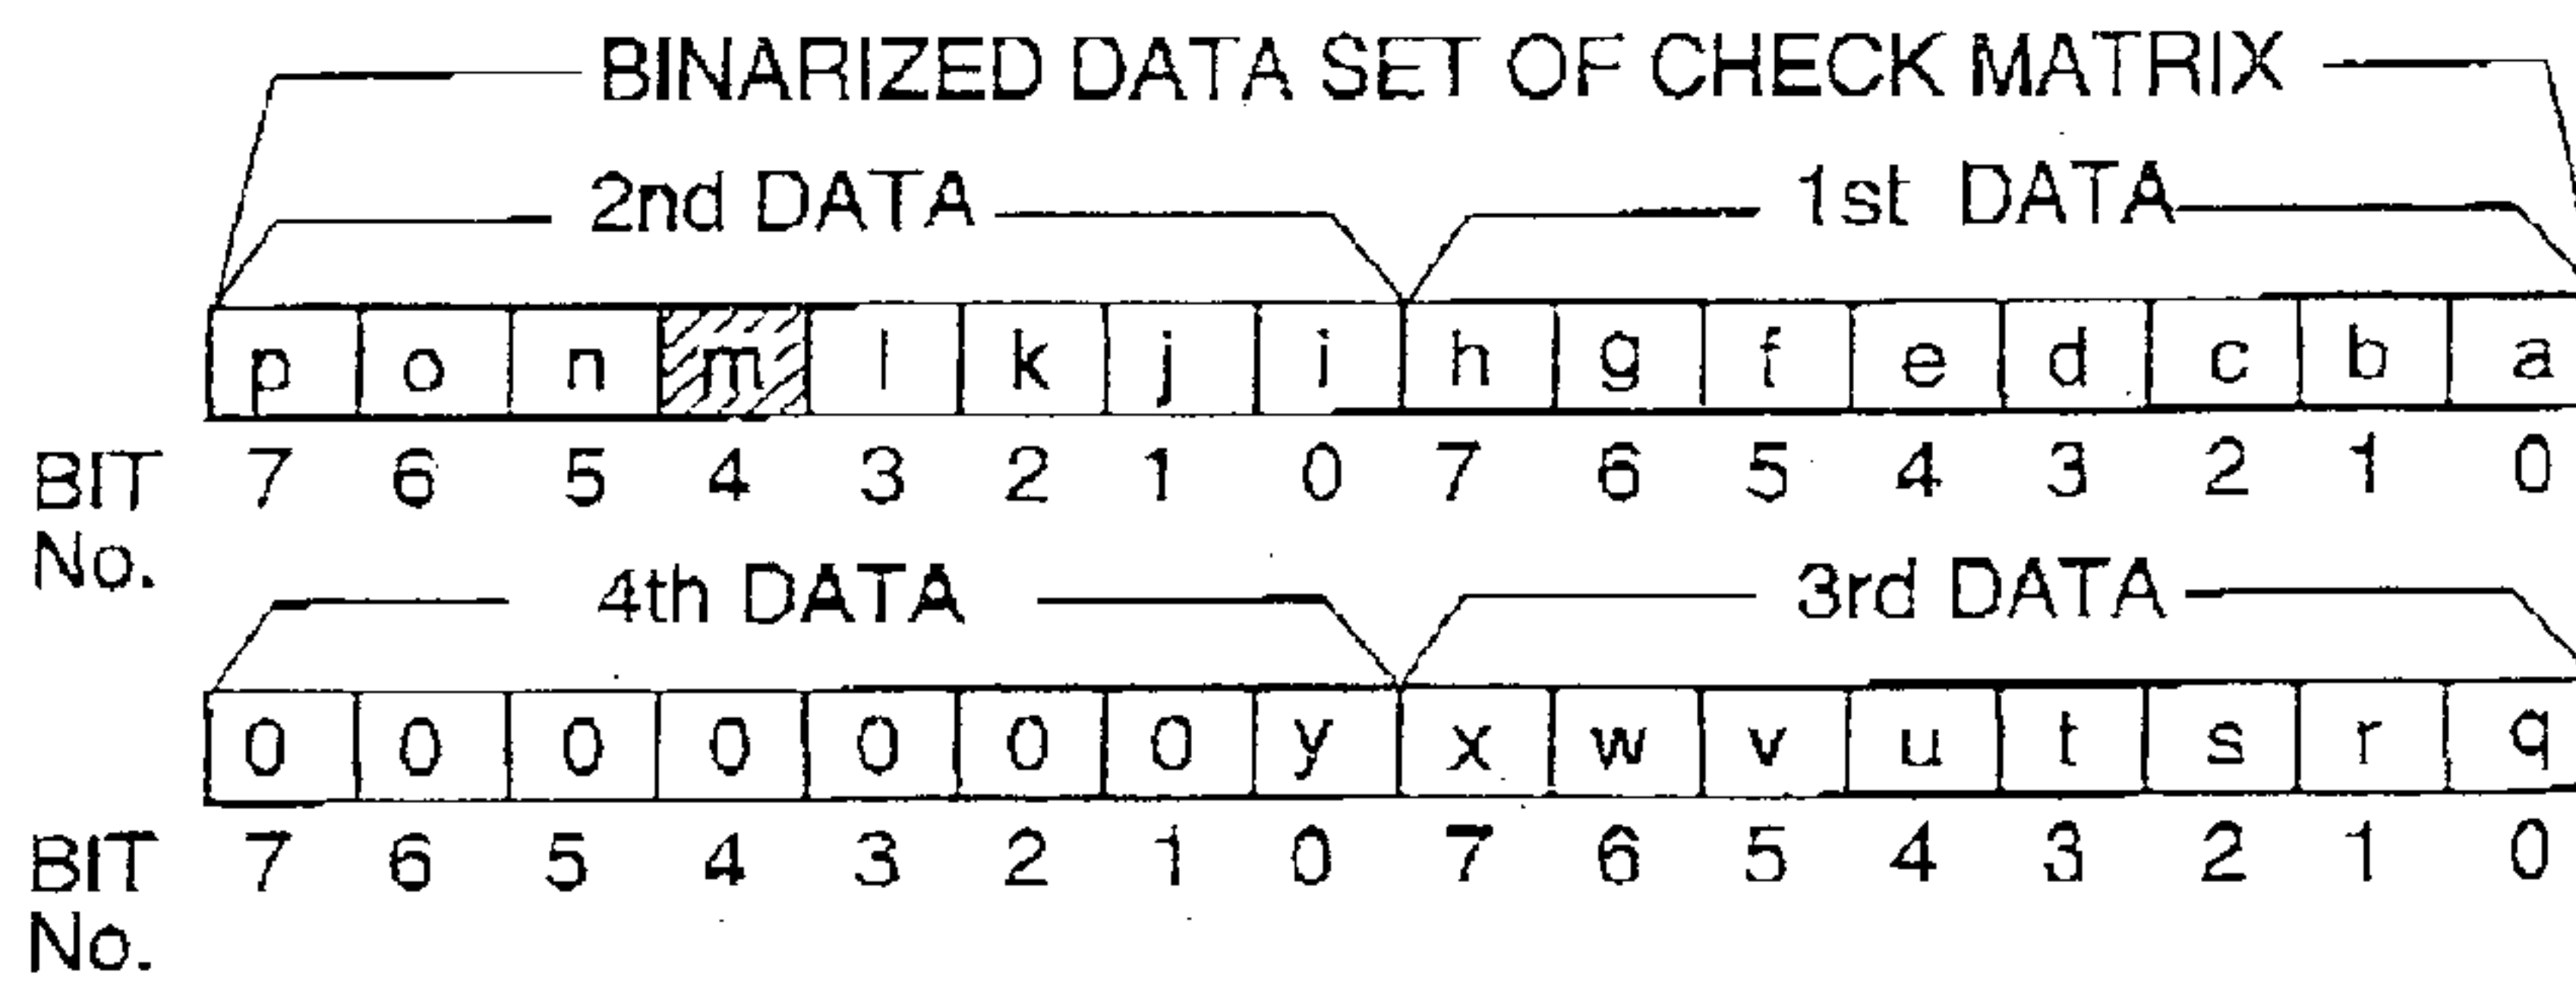 BINARIZED DATA SET OF CHECK MATRIX
2nd DATA 1st DATA
p o n m l k j i h g f e d c b a
BIT No. 7 6 5 4 3 2 1 0 7 6 5 4 3 2 1 0
4th DATA 3rd DATA
0 0 0 0 0 0 0 y x w v u t s r q
BIT No. 7 6 5 4 3 2 1 0 7 6 5 4 3 2 1 0